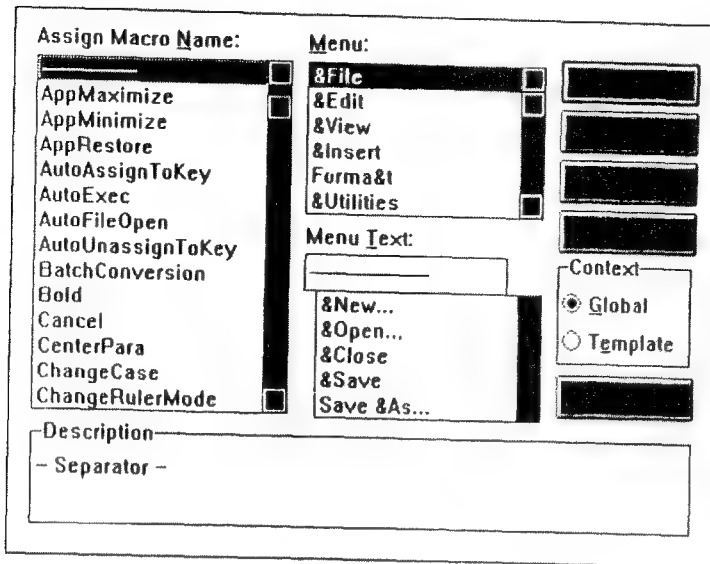 Assign Macro Name:
AppMaximize
AppMinimize
AppRestore
AutoAssignToKey
AutoExec
AutoFileOpen
AutoUnassignToKey
BatchConversion
Bold
Cancel
CenterPara
ChangeCase
ChangeRulerMode
Menu:
&File
&Edit
&View
&Insert
Forma&t
&Utilities
Menu Text:
&New...
&Open...
&Close
&Save
Save &As...
Context
Global
Template
Description
– Separator –